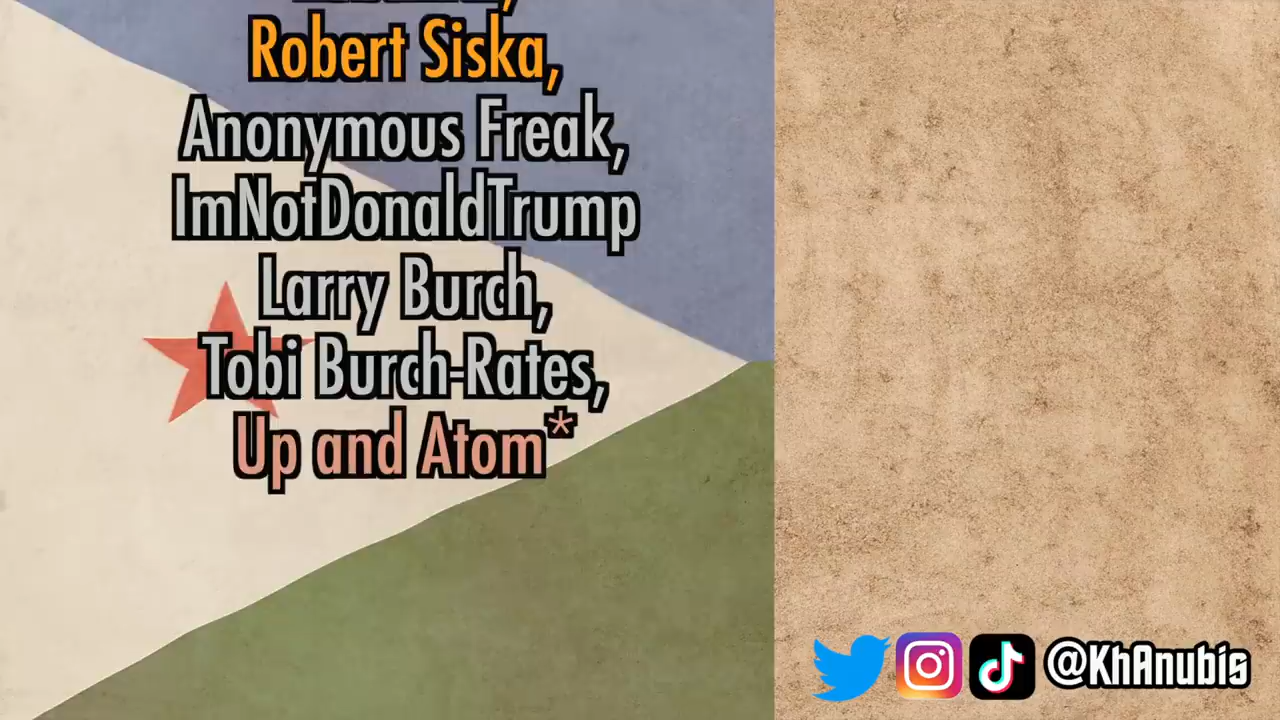 Robert Siska,
Anonymous Freak,
ImNotDonaldTrump
Larry Burch,
Tobi Burch-Rates,
Up and Atom*
@KhAnubis